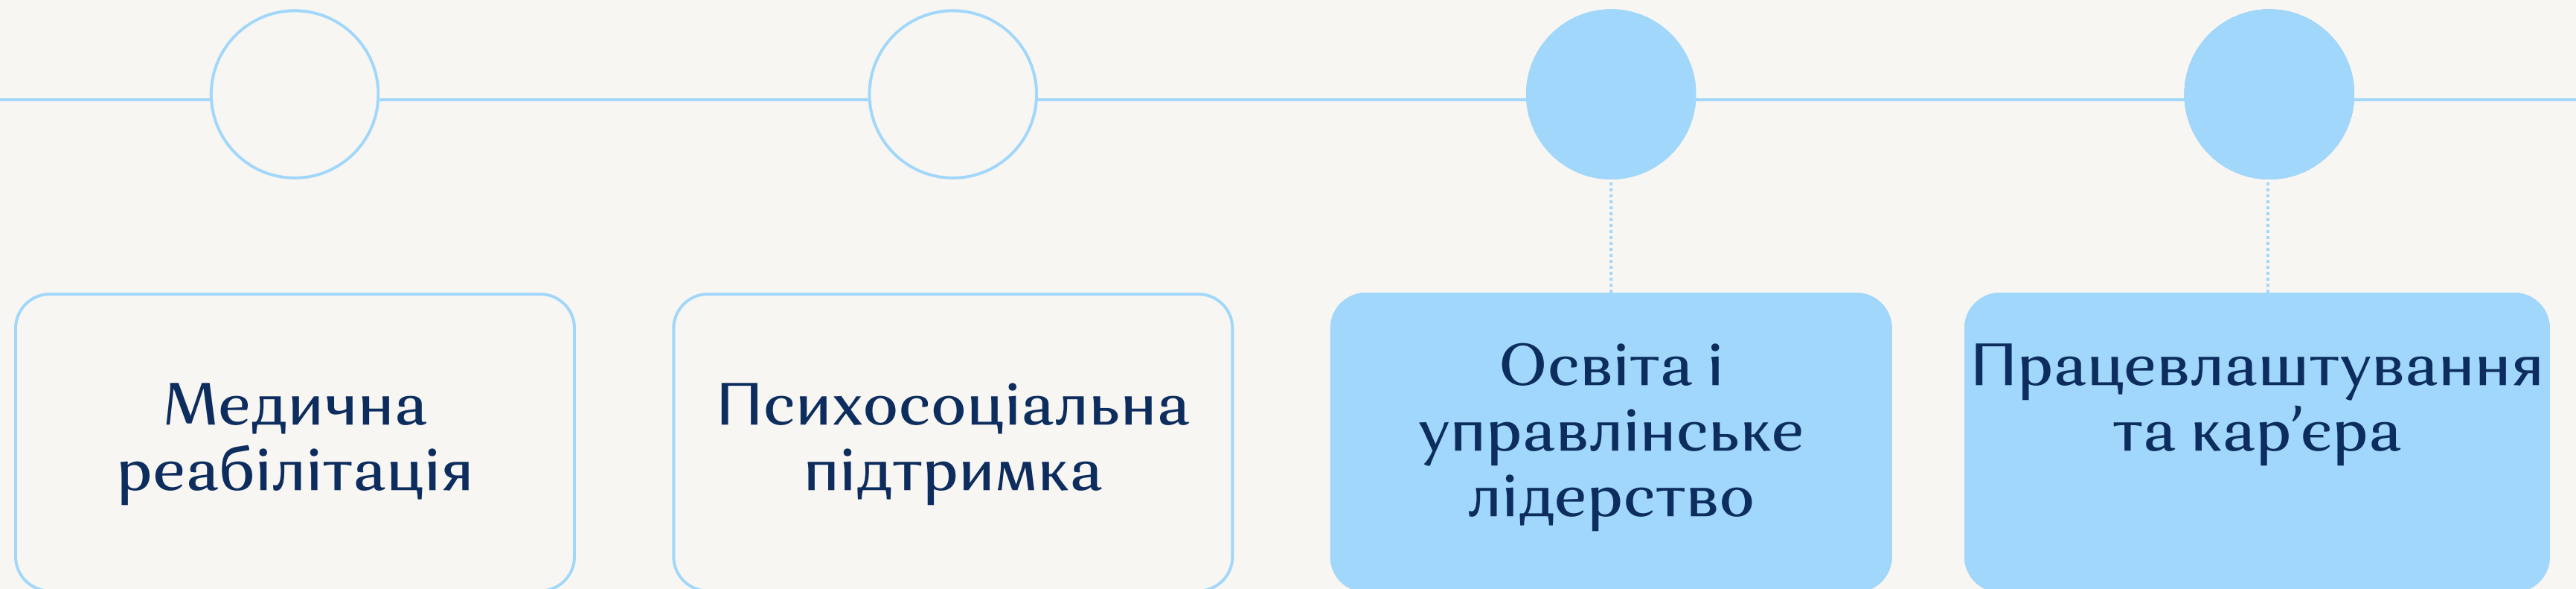 Медична
реабілітація
Психосоціальна
підтримка
Освіта і
управлінське
лідерство
Працевлаштування
та кар’єра